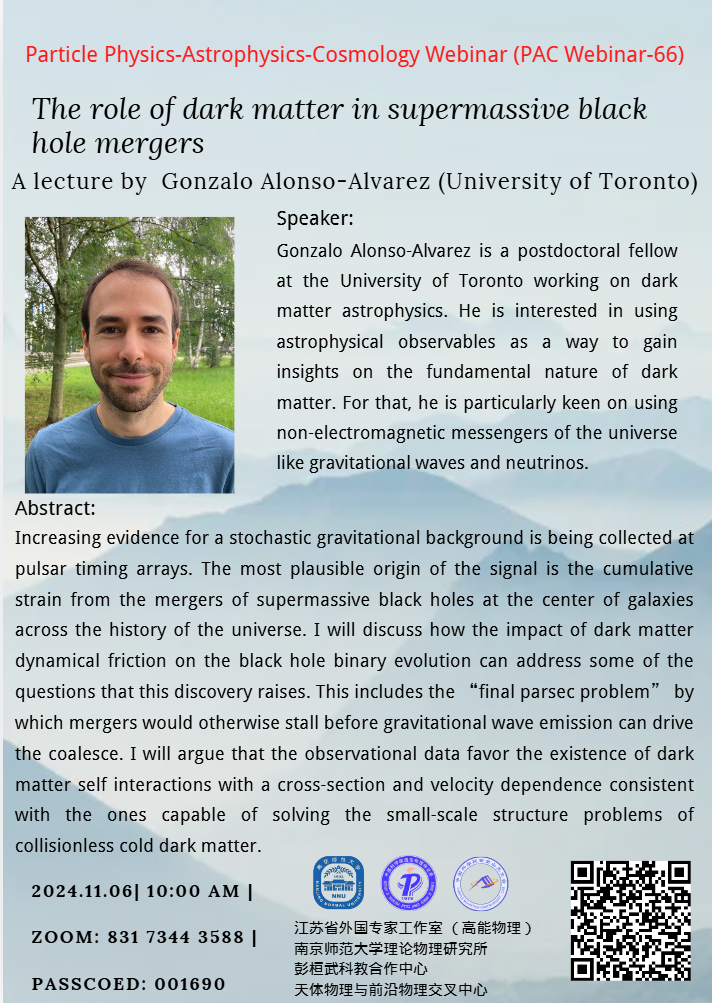 Particle Physics-Astrophysics-Cosmology Webinar (PAC Webinar-66)
The role of dark matter in supermassive black
hole mergers
A lecture by Gonzalo Alonso-Alvarez (University of Toronto)
Speaker:
Gonzalo Alonso-Alvarez is a postdoctoral fellow
at the University of Toronto working on dark
matter astrophysics. He is interested in using
astrophysical observables as a way to gain
insights on the fundamental nature of dark
matter. For that, he is particularly keen on using
non-electromagnetic messengers of the universe
like gravitational waves and neutrinos.
Abstract:
Increasing evidence for a stochastic gravitational background is being collected at
pulsar timing arrays. The most plausible origin of the signal is the cumulative
strain from the mergers of supermassive black holes at the center of galaxies
across the history of the universe. I will discuss how the impact of dark matter
dynamical friction on the black hole binary evolution can address some of the
questions that this discovery raises. This includes the “final parsec problem” by
which mergers would otherwise stall before gravitational wave emission can drive
the coalesce. I will argue that the observational data favor the existence of dark
matter self interactions with a cross-section and velocity dependence consistent
with the ones capable of solving the small-scale structure problems of
collisionless cold dark matter.
2024.11.06| 10:00 AM |
ZOOM: 831 7344 3588 |
PASSCOED: 001690
南京师范大学
1902
NNU
NANJING NORMAL UNIVERSITY
江苏省外国专家工作室（高能物理）
南京师范大学理论物理研究所
彭桓武科教合作中心
天体物理与前沿物理交叉中心